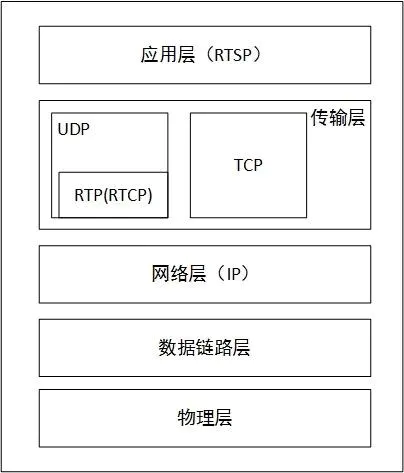 应用层（RTSP）
传输层
UDP
TCP
RTP(RTCP)
网络层（IP）
数据链路层
物理层